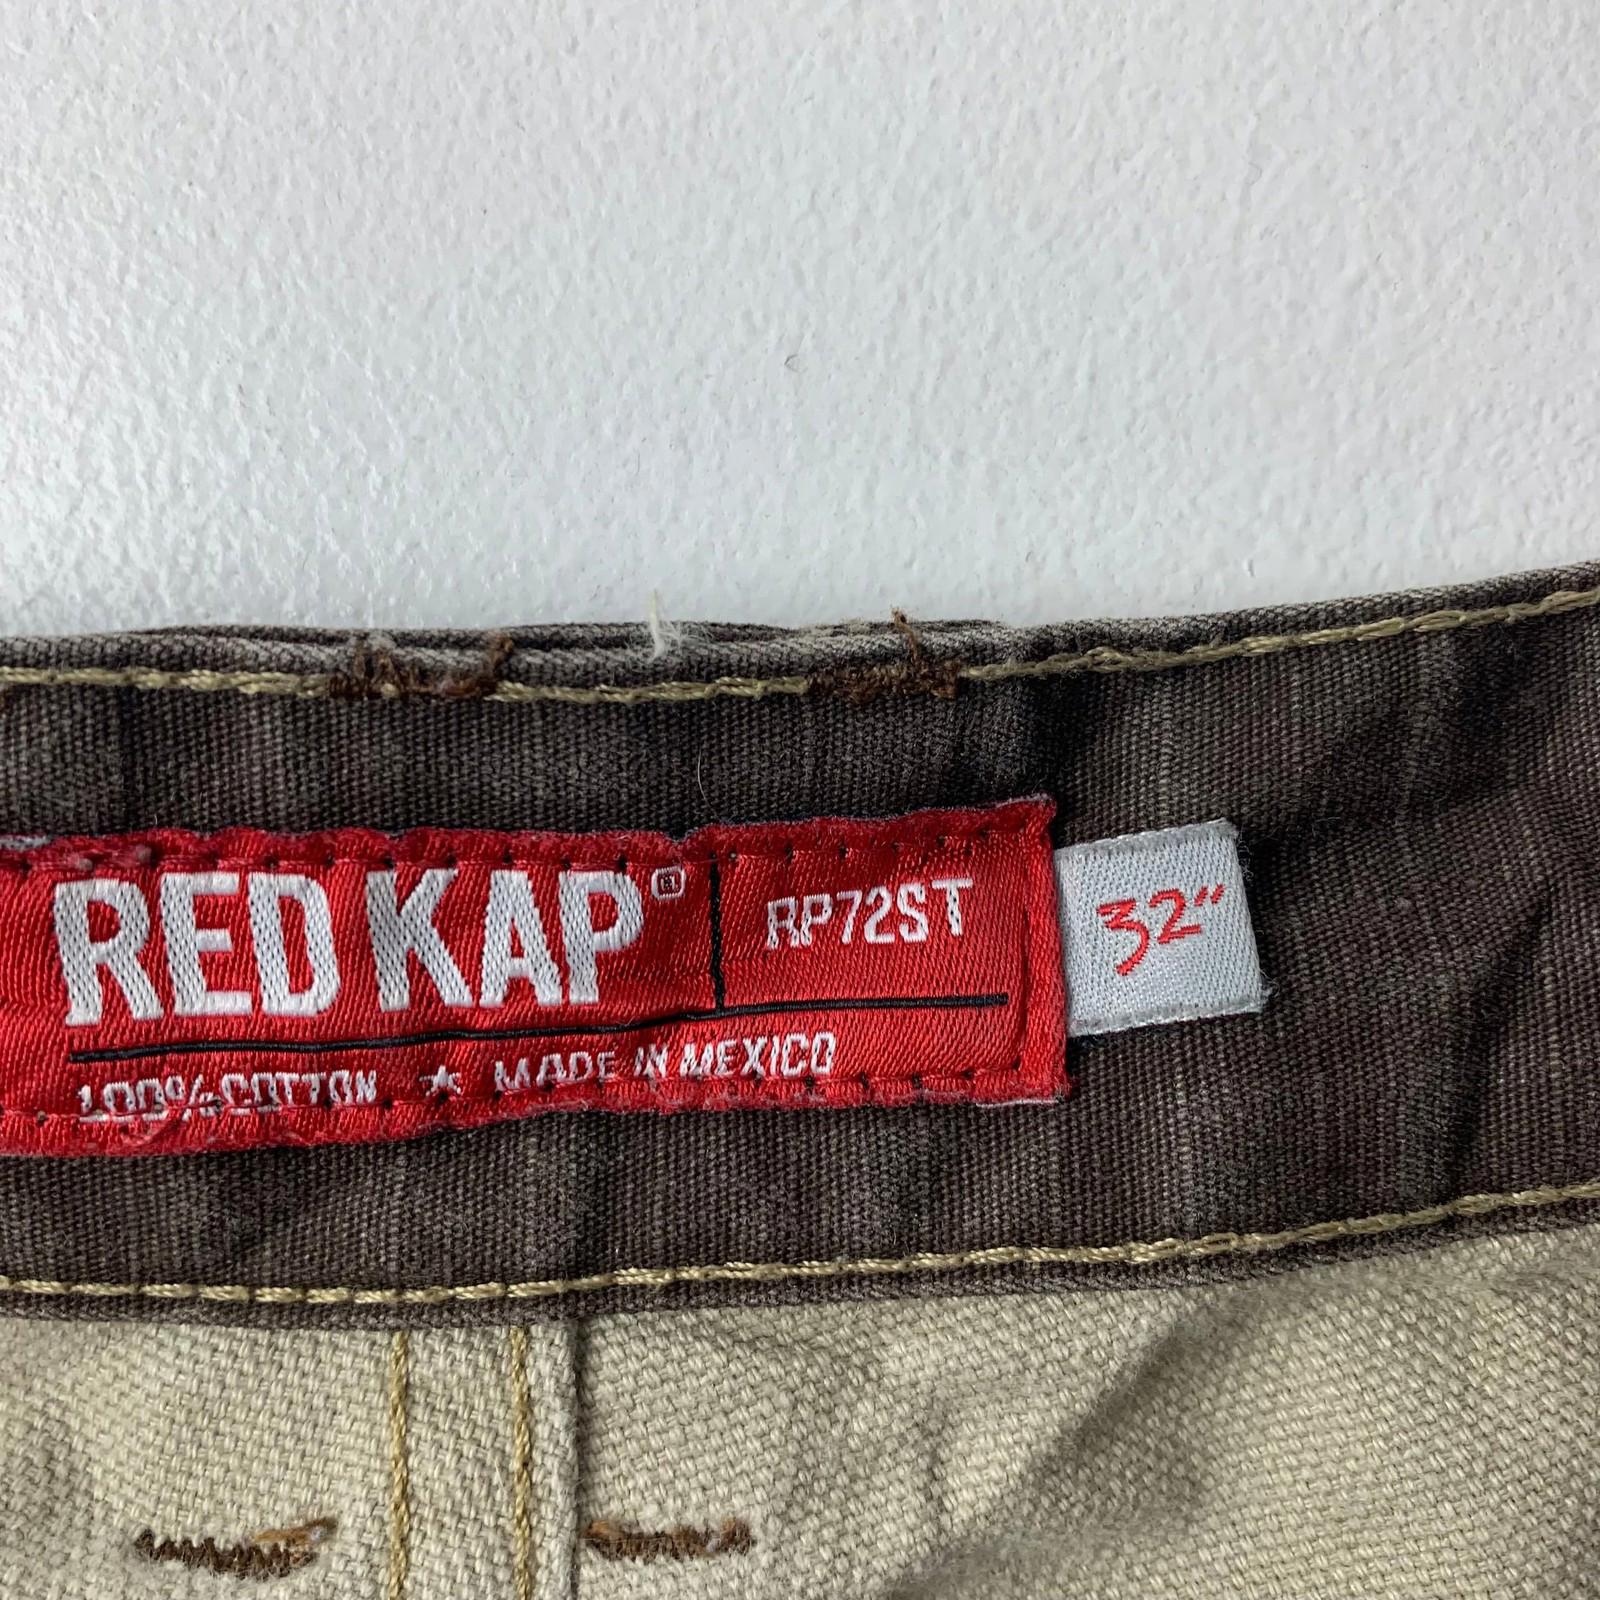 RED KAP®
RP72ST
32"
100% COTTON ★ MADE IN MEXICO